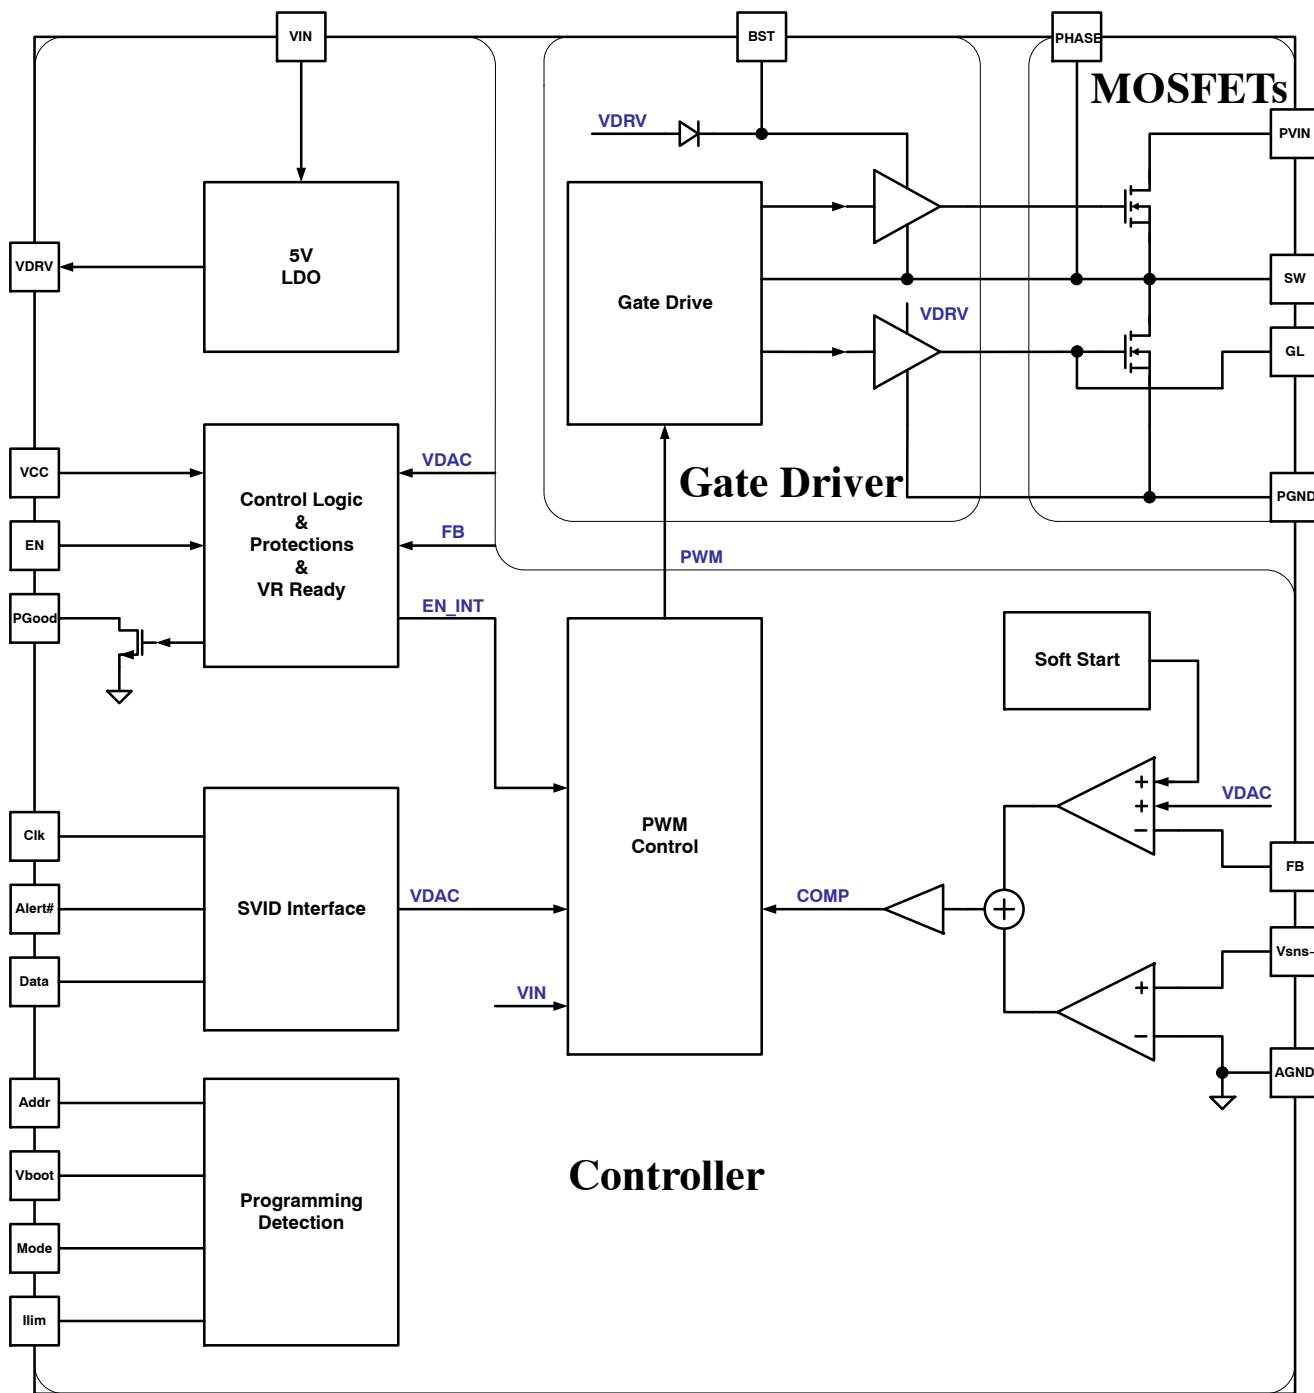 VIN
BST
PHASE
MOSFETs
VDRV
PVIN
5V
LDO
VDRV
Gate Drive
SW
VDRV
GL
VCC
VDAC
Control Logic
&
Protections
&
VR Ready
Gate Driver
PGND
EN
FB
PWM
PGood
EN_INT
Soft Start
+
+
−
VDAC
Clk
PWM
Control
FB
Alert#
SVID Interface
VDAC
COMP
+
Vsns-
Data
VIN
+
−
AGND
Addr
Vboot
Controller
Programming
Detection
Mode
Ilim